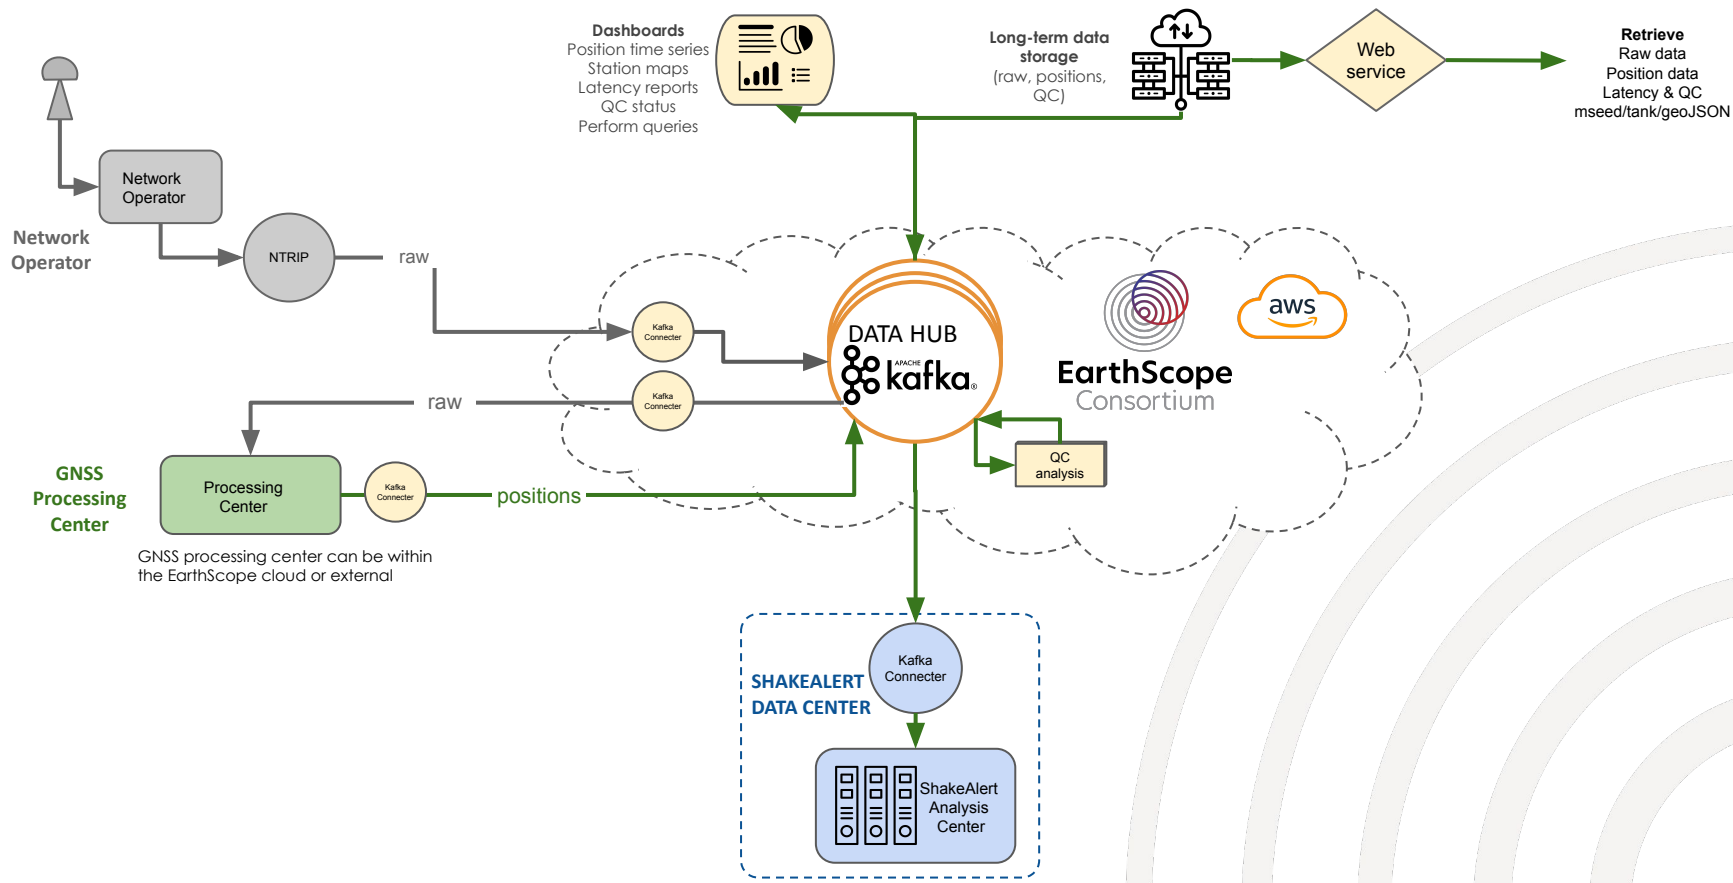 Dashboards
Position time series
Station maps
Latency reports
QC status
Perform queries
Long-term data
storage
(raw, positions,
QC)
Web
service
Retrieve
Raw data
Position data
Latency & QC
mseed/tank/geoJSON
Network
Operator
Network
Operator
NTRIP
raw
Kafka
Connecter
DATA HUB
APACHE
kafka®
EarthScope
Consortium
aws
raw
Kafka
Connecter
QC
analysis
GNSS
Processing
Center
Processing
Center
Kafka
Connecter
positions
GNSS processing center can be within
the EarthScope cloud or external
SHAKEALERT
DATA CENTER
Kafka
Connecter
ShakeAlert
Analysis
Center